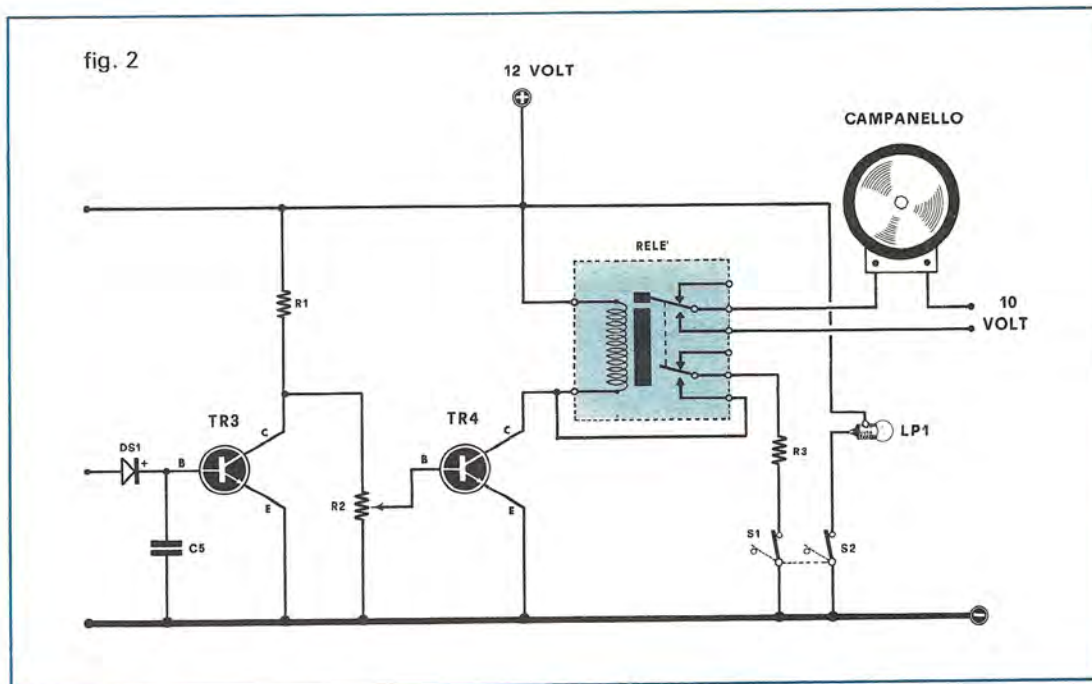 fig. 2
12 VOLT
+
CAMPANELLO
RELE'
10
VOLT
R1
TR3
C
DS1
+
B
E
C5
R2
TR4
C
B
E
R3
LP1
S1
S2
-